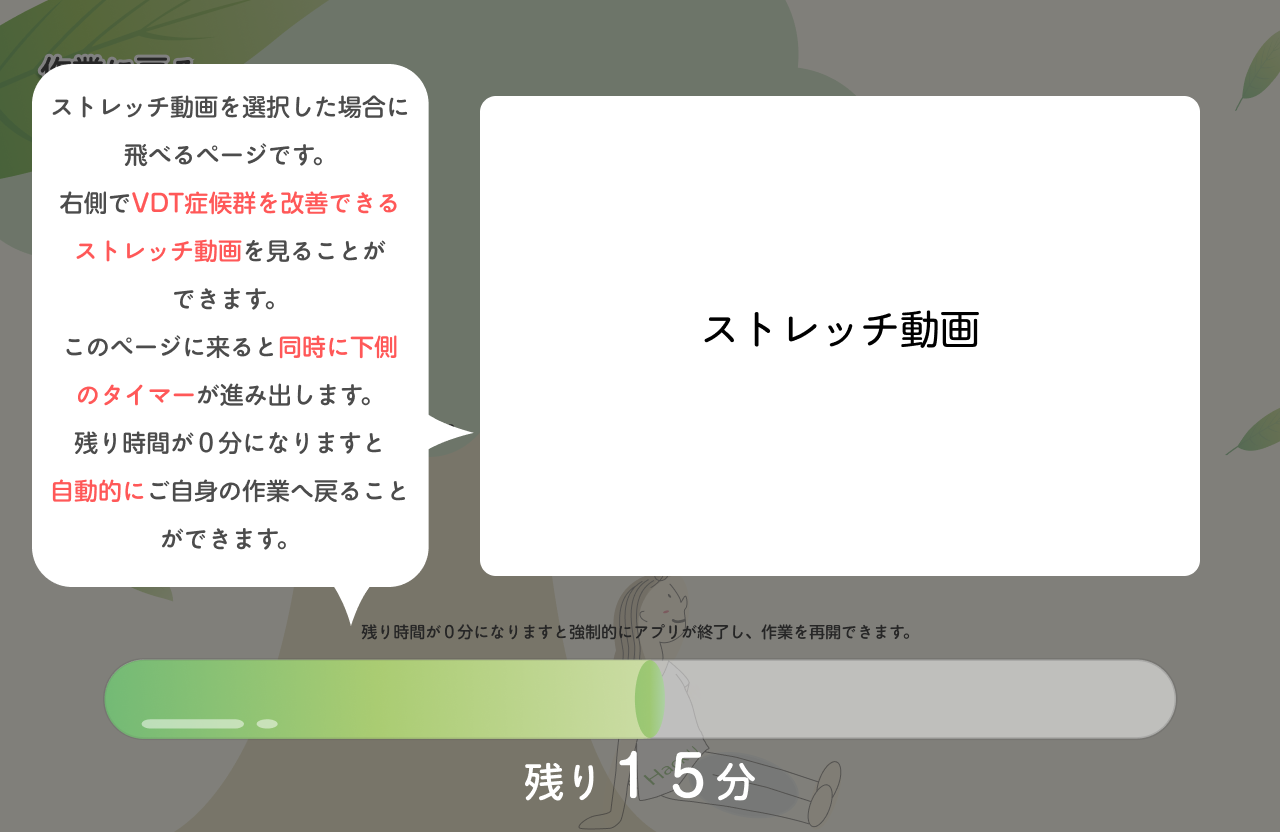 ストレッチ動画を選択した場合に
飛べるページです。
右側でVDT症候群を改善できる
ストレッチ動画を見ることが
できます。
このページに来ると同時に下側
のタイマーが進み出します。
残り時間が０分になりますと
自動的にご自身の作業へ戻ること
ができます。
ストレッチ動画
残り時間が０分になりますと強制的にアプリが終了し、作業を再開できます。
残り１５分